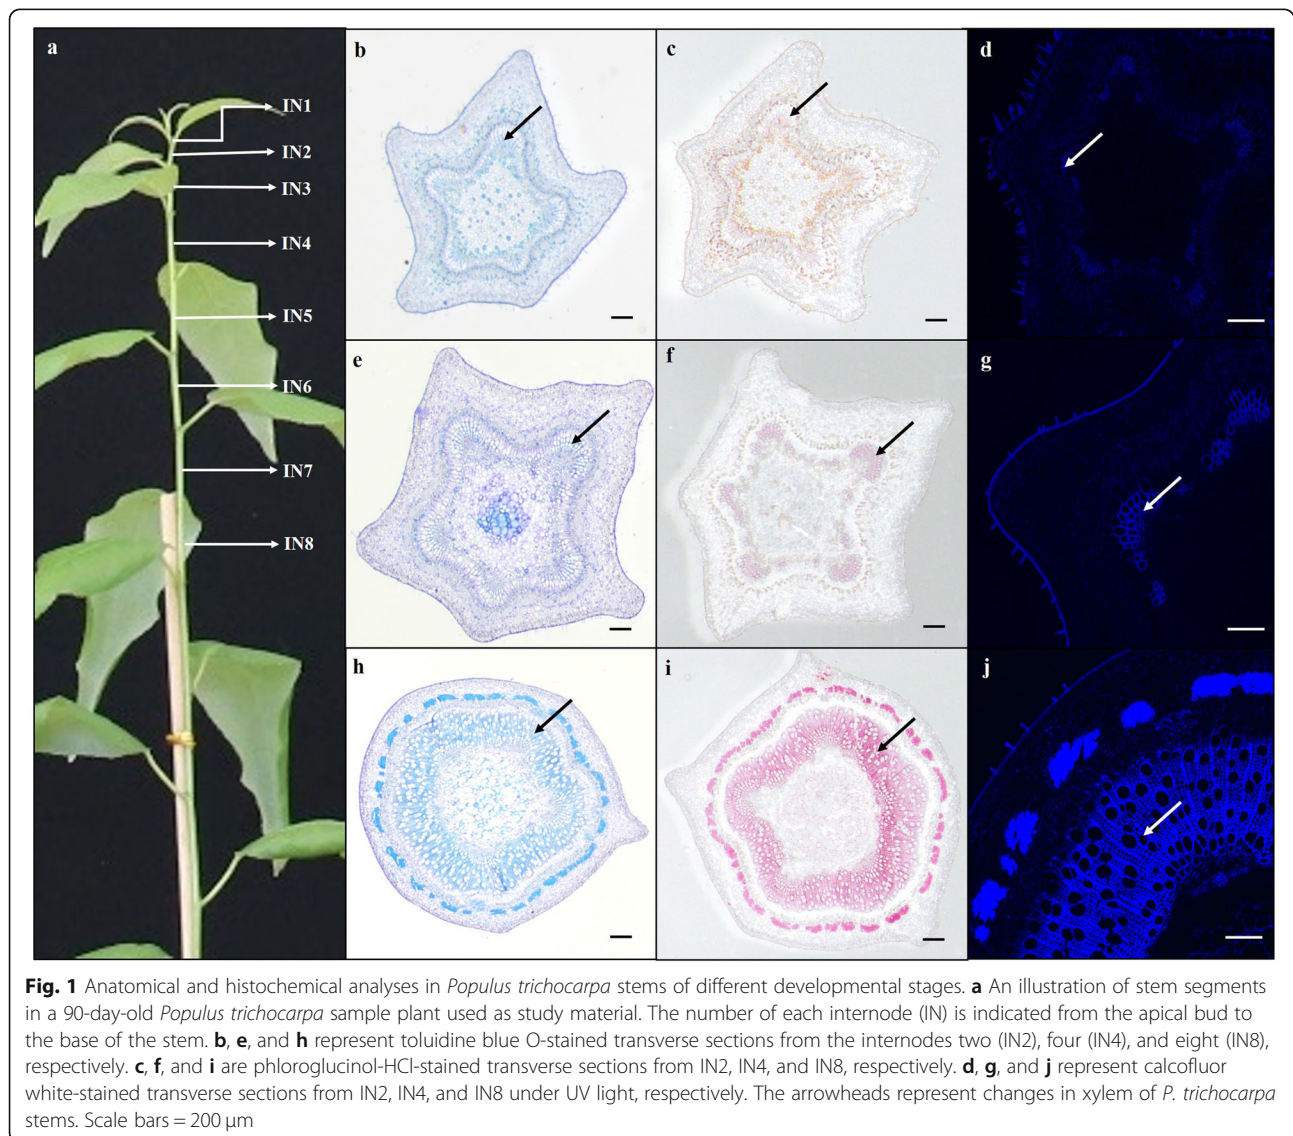 a
IN1
IN2
IN3
IN4
IN5
IN6
IN7
IN8
b
c
d
e
f
g
h
i
j
Fig. 1 Anatomical and histochemical analyses in Populus trichocarpa stems of different developmental stages. a An illustration of stem segments
in a 90-day-old Populus trichocarpa sample plant used as study material. The number of each internode (IN) is indicated from the apical bud to
the base of the stem. b, e, and h represent toluidine blue O-stained transverse sections from the internodes two (IN2), four (IN4), and eight (IN8),
respectively. c, f, and i are phloroglucinol-HCl-stained transverse sections from IN2, IN4, and IN8, respectively. d, g, and j represent calcofluor
white-stained transverse sections from IN2, IN4, and IN8 under UV light, respectively. The arrowheads represent changes in xylem of P. trichocarpa
stems. Scale bars = 200 μm